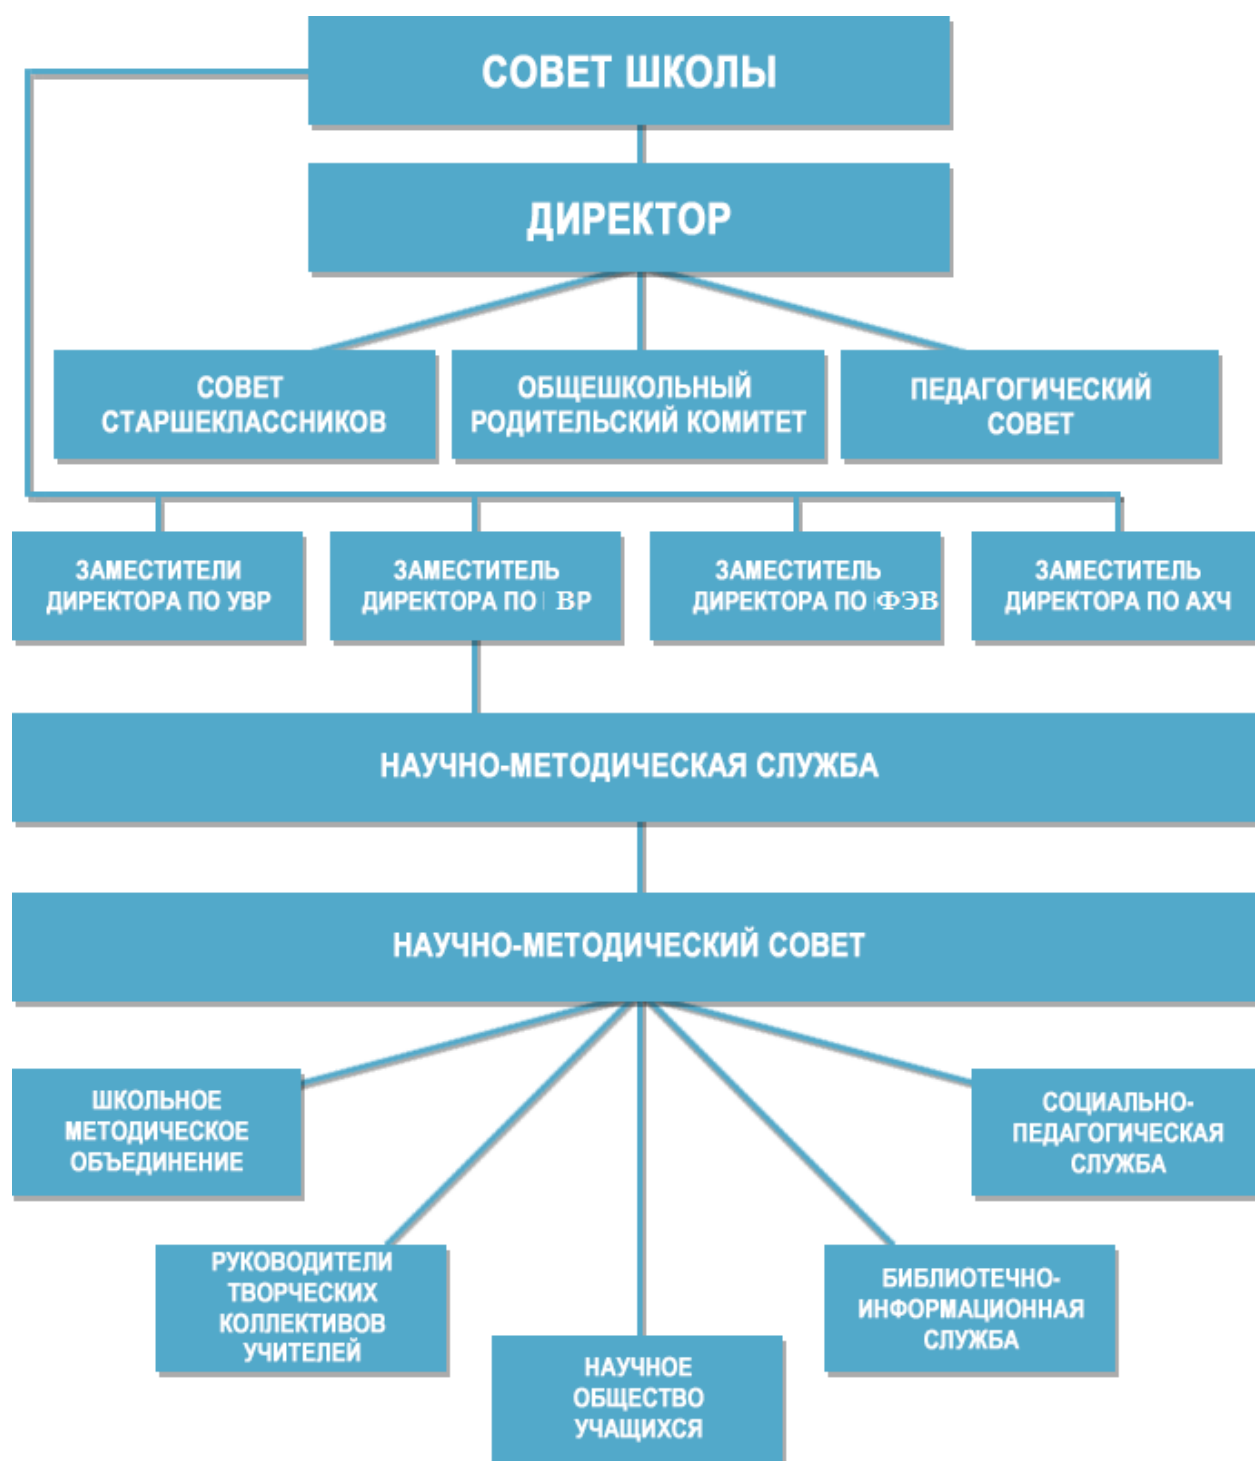 СОВЕТ ШКОЛЫ
ДИРЕКТОР
СОВЕТ
СТАРШЕКЛАССНИКОВ
ОБЩЕШКОЛЬНЫЙ
РОДИТЕЛЬСКИЙ КОМИТЕТ
ПЕДАГОГИЧЕСКИЙ
СОВЕТ
ЗАМЕСТИТЕЛИ
ДИРЕКТОРА ПО УВР
ЗАМЕСТИТЕЛЬ
ДИРЕКТОРА ПО ВР
ЗАМЕСТИТЕЛЬ
ДИРЕКТОРА ПО ФЭВ
ЗАМЕСТИТЕЛЬ
ДИРЕКТОРА ПО АХЧ
НАУЧНО-МЕТОДИЧЕСКАЯ СЛУЖБА
НАУЧНО-МЕТОДИЧЕСКИЙ СОВЕТ
ШКОЛЬНОЕ
МЕТОДИЧЕСКОЕ
ОБЪЕДИНЕНИЕ
СОЦИАЛЬНО-
ПЕДАГОГИЧЕСКАЯ
СЛУЖБА
РУКОВОДИТЕЛИ
ТВОРЧЕСКИХ
КОЛЛЕКТИВОВ
УЧИТЕЛЕЙ
БИБЛИОТЕЧНО-
ИНФОРМАЦИОННАЯ
СЛУЖБА
НАУЧНОЕ
ОБЩЕСТВО
УЧАЩИХСЯ